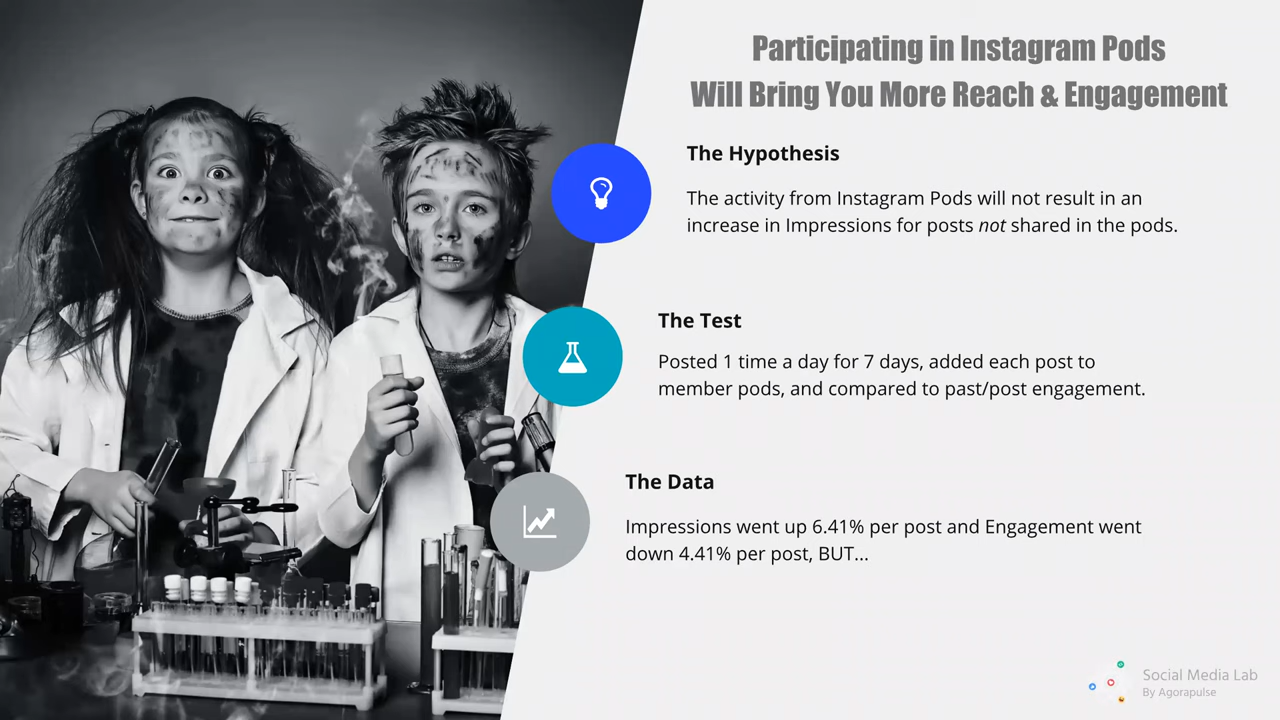 Participating in Instagram Pods
Will Bring You More Reach & Engagement
The Hypothesis
The activity from Instagram Pods will not result in an
increase in Impressions for posts not shared in the pods.
The Test
Posted 1 time a day for 7 days, added each post to
member pods, and compared to past/post engagement.
The Data
Impressions went up 6.41% per post and Engagement went
down 4.41% per post, BUT...
Social Media Lab
By Agorapulse